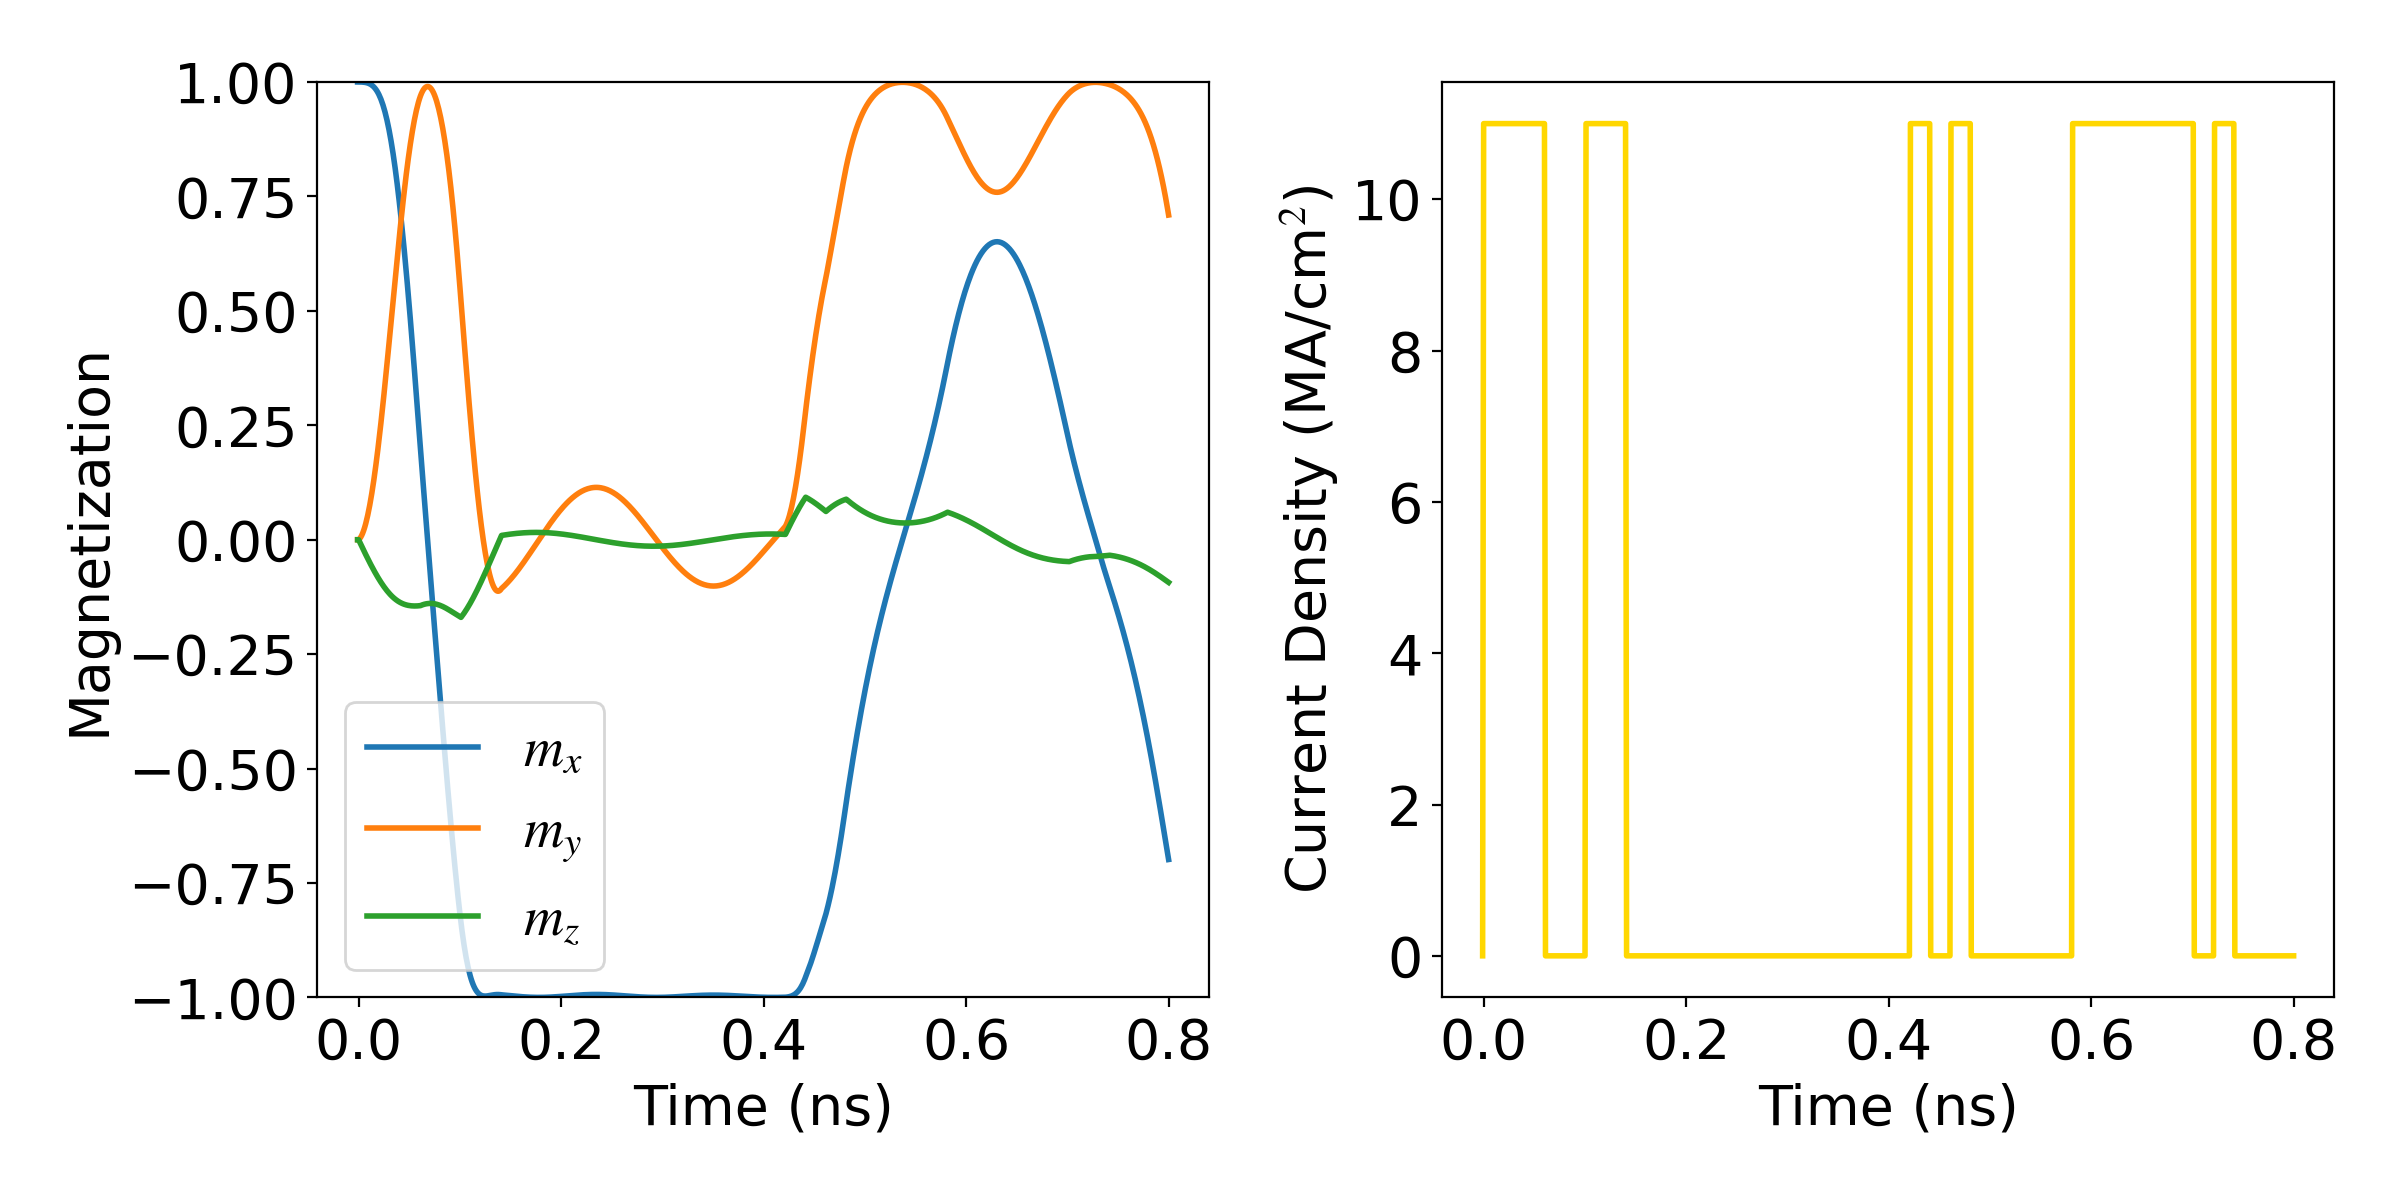 1.00
0.75
0.50
0.25
0.00
−0.25
−0.50
−0.75
−1.00
Magnetization
m_x
m_y
m_z
0.0 0.2 0.4 0.6 0.8
Time (ns)
10
8
6
4
2
0
Current Density (MA/cm²)
0.0 0.2 0.4 0.6 0.8
Time (ns)